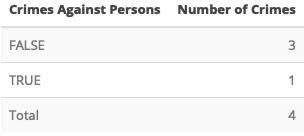 Crimes Against Persons Number of Crimes
FALSE 3
TRUE 1
Total 4